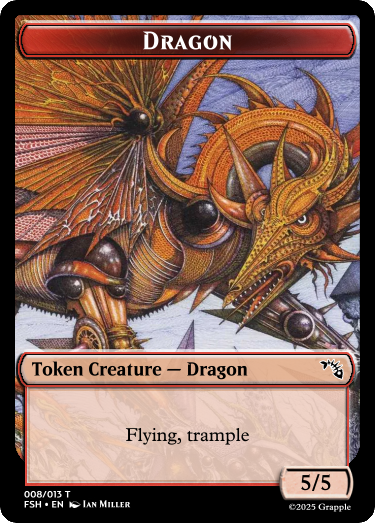 Dragon
Token Creature — Dragon
Flying, trample
5/5
008/013 T
FSH • EN Ian Miller
©2025 Grapple